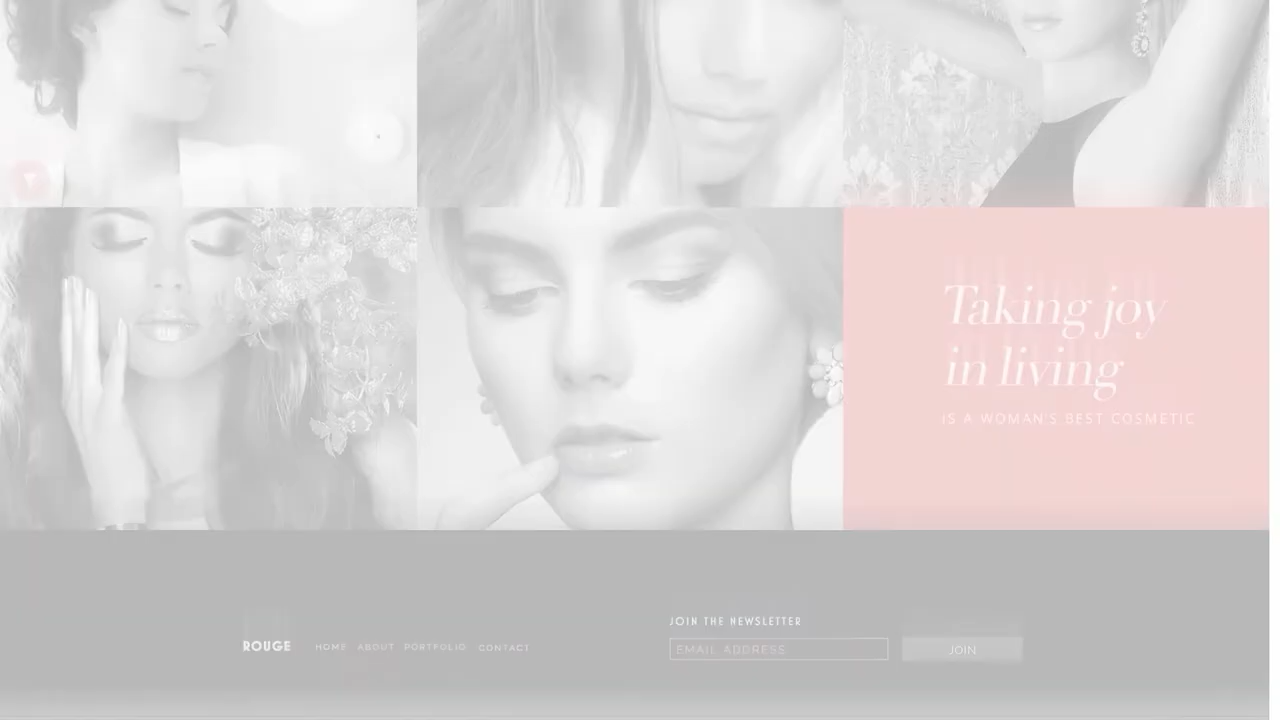 Taking joy
in living
IS A WOMAN'S BEST COSMETIC
JOIN THE NEWSLETTER
ROUGE HOME ABOUT PORTFOLIO CONTACT
EMAIL ADDRESS JOIN